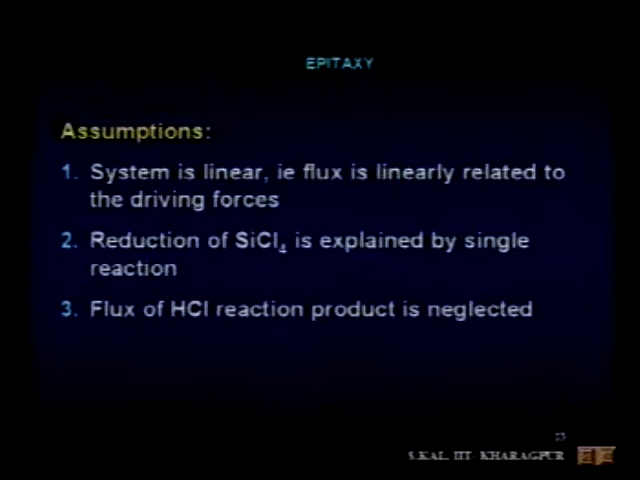 EPITAXY
Assumptions:
1. System is linear, ie flux is linearly related to
the driving forces
2. Reduction of SiCl₄ is explained by single
reaction
3. Flux of HCl reaction product is neglected
S.KAL, IIT KHARAGPUR